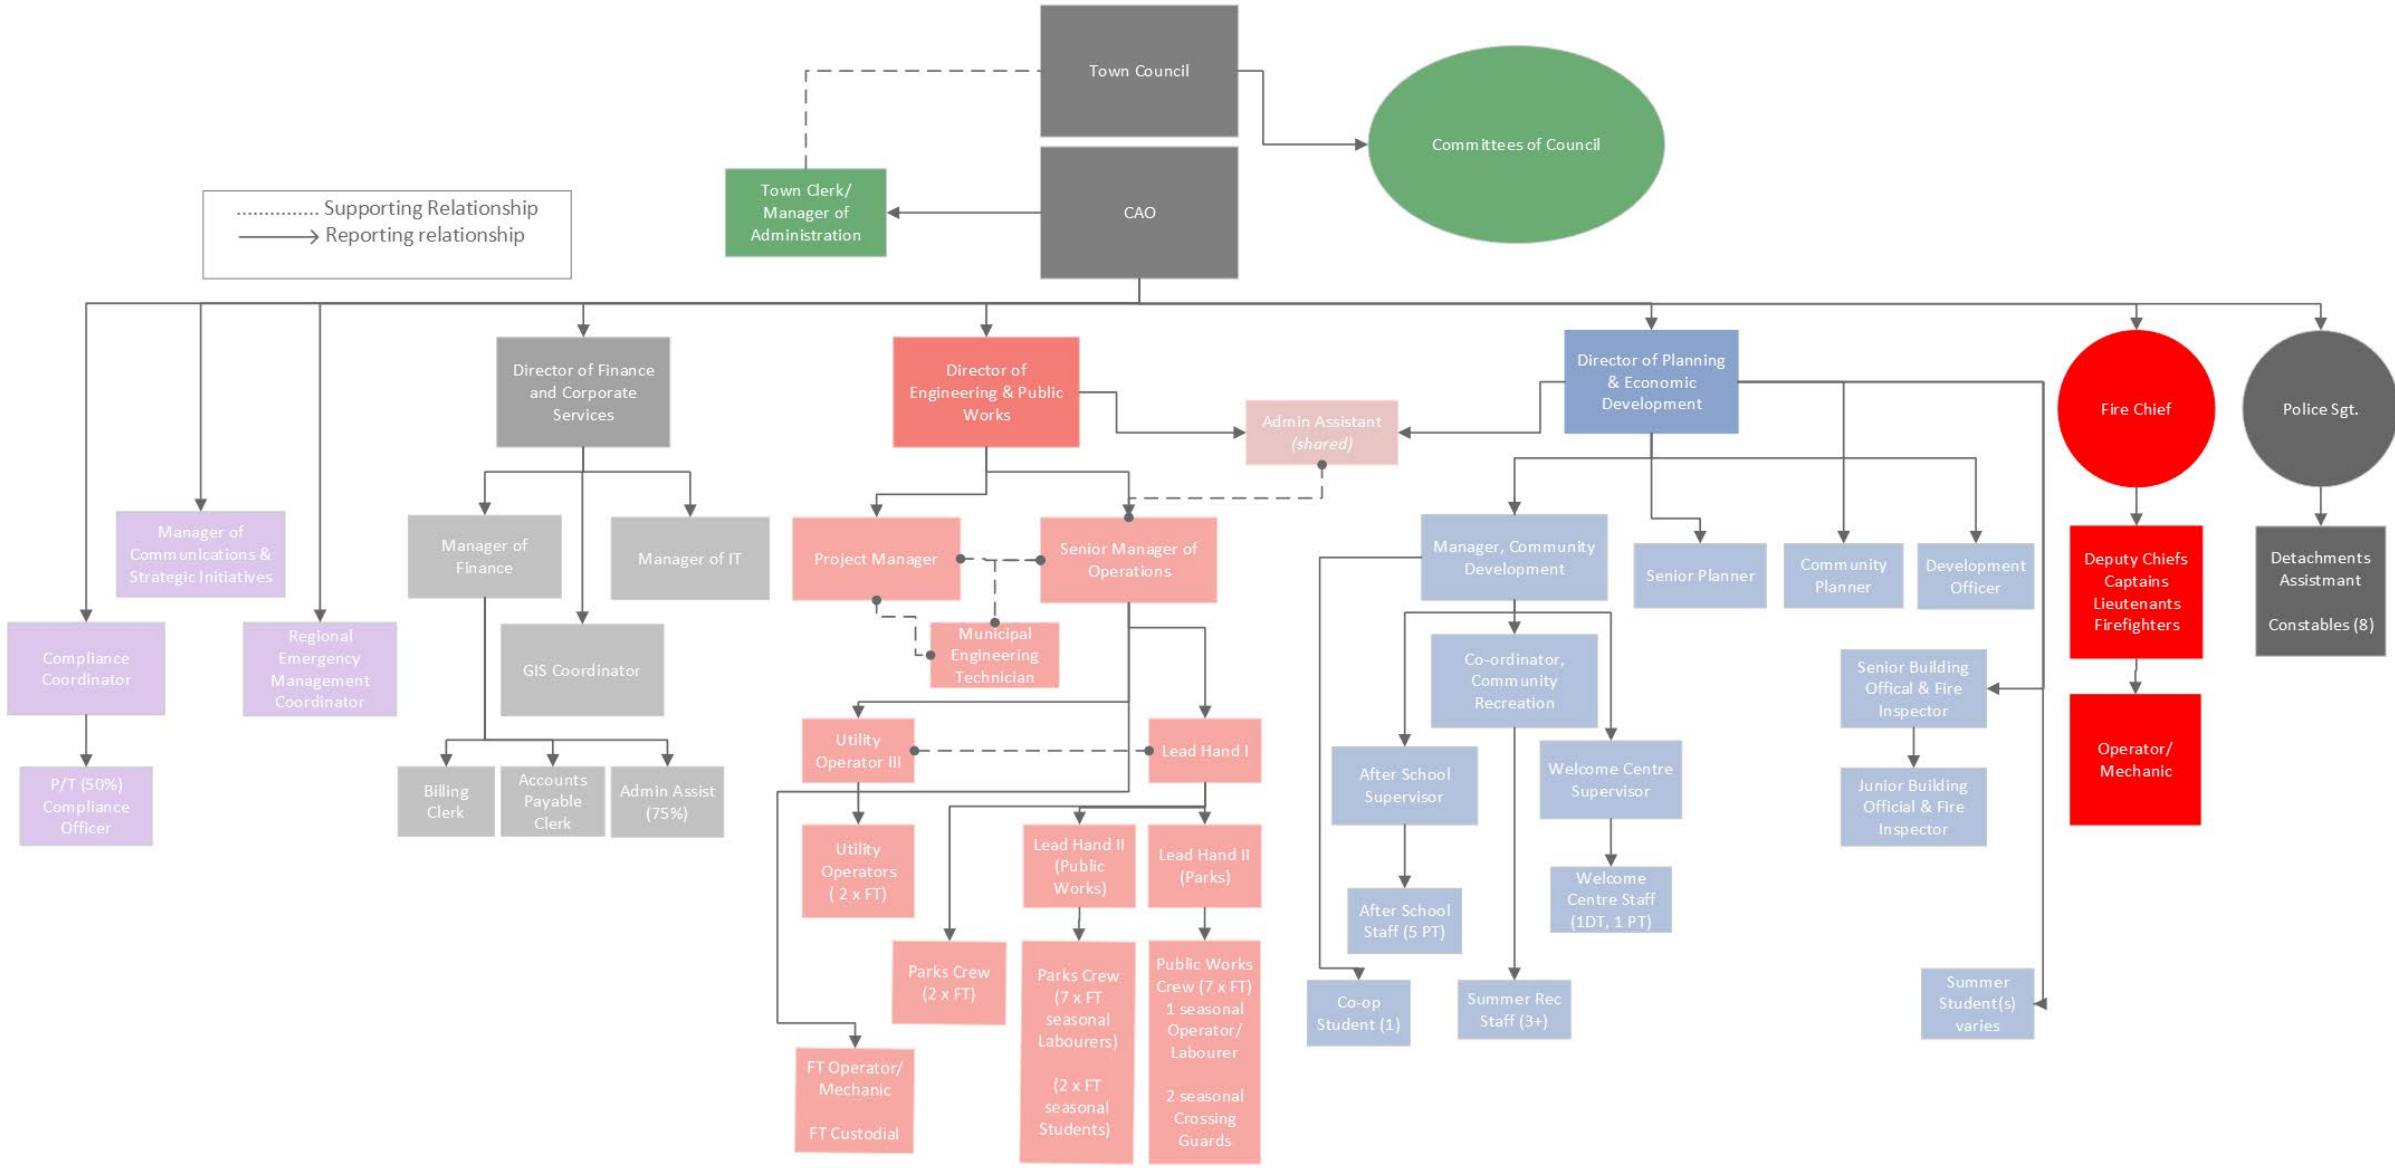 Town Council
Committees of Council
Town Clerk/
Manager of
Administration
CAO
............... Supporting Relationship
Reporting relationship
Director of Finance
and Corporate
Services
Director of
Engineering & Public
Works
Director of Planning
& Economic
Development
Fire Chief
Police Sgt.
Admin Assistant
(shared)
Manager of
Communications &
Strategic Initiatives
Manager of
Finance
Manager of IT
Project Manager
Senior Manager of
Operations
Manager, Community
Development
Senior Planner
Community
Planner
Development
Officer
Deputy Chiefs
Captains
Lieutenants
Firefighters
Detachments
Assistmant
Constables (8)
Compliance
Coordinator
Regional
Emergency
Management
Coordinator
GIS Coordinator
Municipal
Engineering
Technician
Co-ordinator,
Community
Recreation
Senior Building
Offical & Fire
Inspector
Utility
Operator III
Lead Hand I
After School
Supervisor
Welcome Centre
Supervisor
Junior Building
Official & Fire
Inspector
Operator/
Mechanic
P/T (50%)
Compliance
Officer
Billing
Clerk
Accounts
Payable
Clerk
Admin Assist
(75%)
Utility
Operators
( 2 x FT)
Lead Hand II
(Public
Works)
Lead Hand II
(Parks)
After School
Staff (5 PT)
Welcome
Centre Staff
(1DT, 1 PT)
Parks Crew
(2 x FT)
Parks Crew
(7 x FT
seasonal
Labourers)
(2 x FT
seasonal
Students)
Public Works
Crew (7 x FT)
1 seasonal
Operator/
Labourer
2 seasonal
Crossing
Guards
Co-op
Student (1)
Summer Rec
Staff (3+)
Summer
Student(s)
varies
FT Operator/
Mechanic
FT Custodial